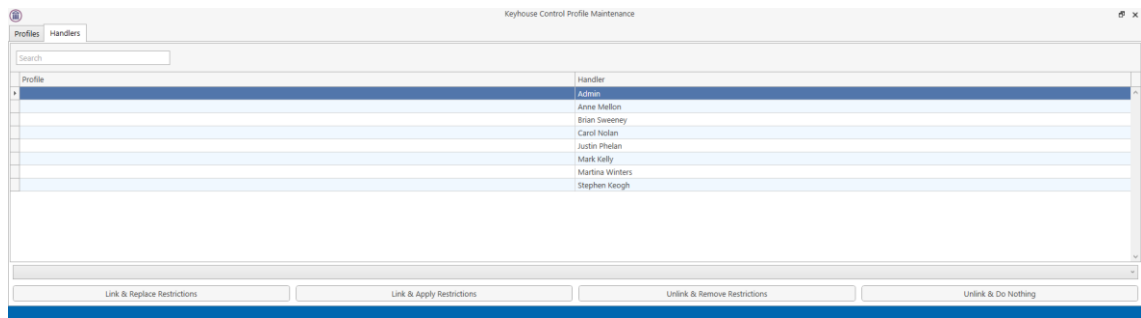 Keyhouse Control Profile Maintenance
Profiles Handlers
Search
Profile Handler
Admin
Anne Mellon
Brian Sweeney
Carol Nolan
Justin Phelan
Mark Kelly
Martina Winters
Stephen Keogh
Link & Replace Restrictions Link & Apply Restrictions Unlink & Remove Restrictions Unlink & Do Nothing